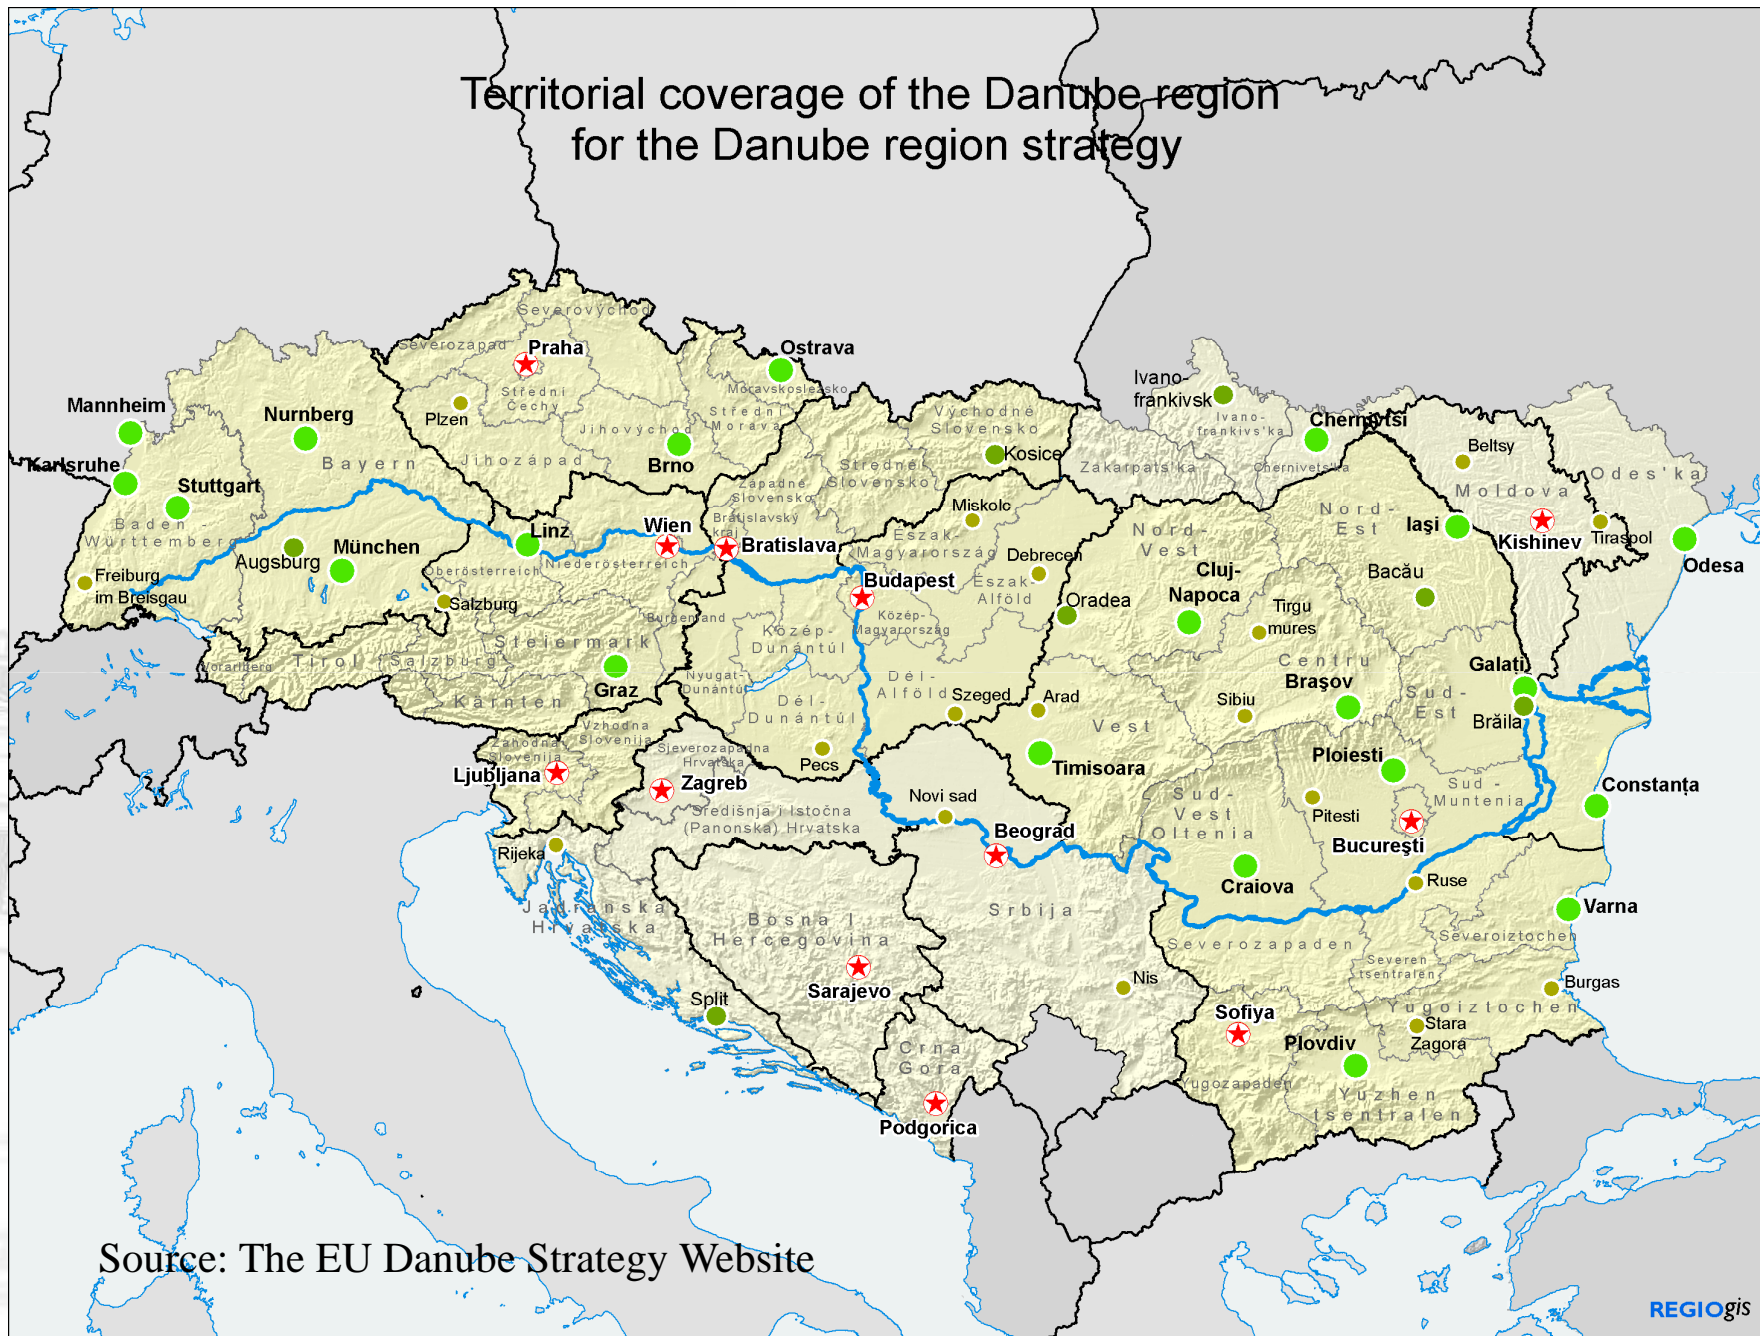 Territorial coverage of the Danube region
for the Danube region strategy
Severovýchod
Severozápad
Praha
Ostrava
Moravskoslezsko
Střední
Čechy
Plzen
Střední
Morava
Jihovýchod
Brno
Jihozápad
Mannheim
Nurnberg
Karlsruhe
Stuttgart
Bayern
Baden -
Württemberg
München
Augsburg
Freiburg
im Breisgau
Linz
Wien
Oberösterreich
Niederösterreich
Salzburg
Burgenland
Steiermark
Vorarlberg
Tirol
Salzburg
Graz
Kärnten
Východné
Slovensko
Kosice
Stredné
Slovensko
Západné
Slovensko
Bratislavský
kraj
Bratislava
Miskolc
Észak-
Magyarország
Debrecen
Észak-
Alföld
Budapest
Közép-
Magyarország
Közép-
Dunántúl
Nyugat-
Dunántúl
Dél-
Dunántúl
Dél-
Alföld
Szeged
Pecs
Ivano-
frankivsk
Ivano-
frankivs'ka
Chernivtsi
Chernivets'ka
Zakarpats'ka
Beltsy
Moldova
Odes'ka
Kishinev
Tiraspol
Odesa
Nord-
Est
Iaşi
Bacău
Nord-
Vest
Cluj-
Napoca
Oradea
Tirgu
mures
Centru
Braşov
Sibiu
Arad
Vest
Timisoara
Galați
Sud-
Est
Brăila
Ploiesti
Sud-
Muntenia
Pitesti
Bucureşti
Constanța
Sud-
Vest
Oltenia
Craiova
Zahodna
Slovenija
Vzhodna
Slovenija
Ljubljana
Sjeverozapadna
Hrvatska
Zagreb
Središnja i Istočna
(Panonska) Hrvatska
Rijeka
Jadranska
Hrvatska
Split
Bosna I
Hercegovina
Sarajevo
Novi sad
Beograd
Srbija
Nis
Crna
Gora
Podgorica
Ruse
Varna
Severozapaden
Severoiztochen
Severen
tsentralen
Burgas
Yugoiztochen
Stara
Zagora
Sofiya
Plovdiv
Yugozapaden
Yuzhen
tsentralen
Source: The EU Danube Strategy Website
REGIOgis